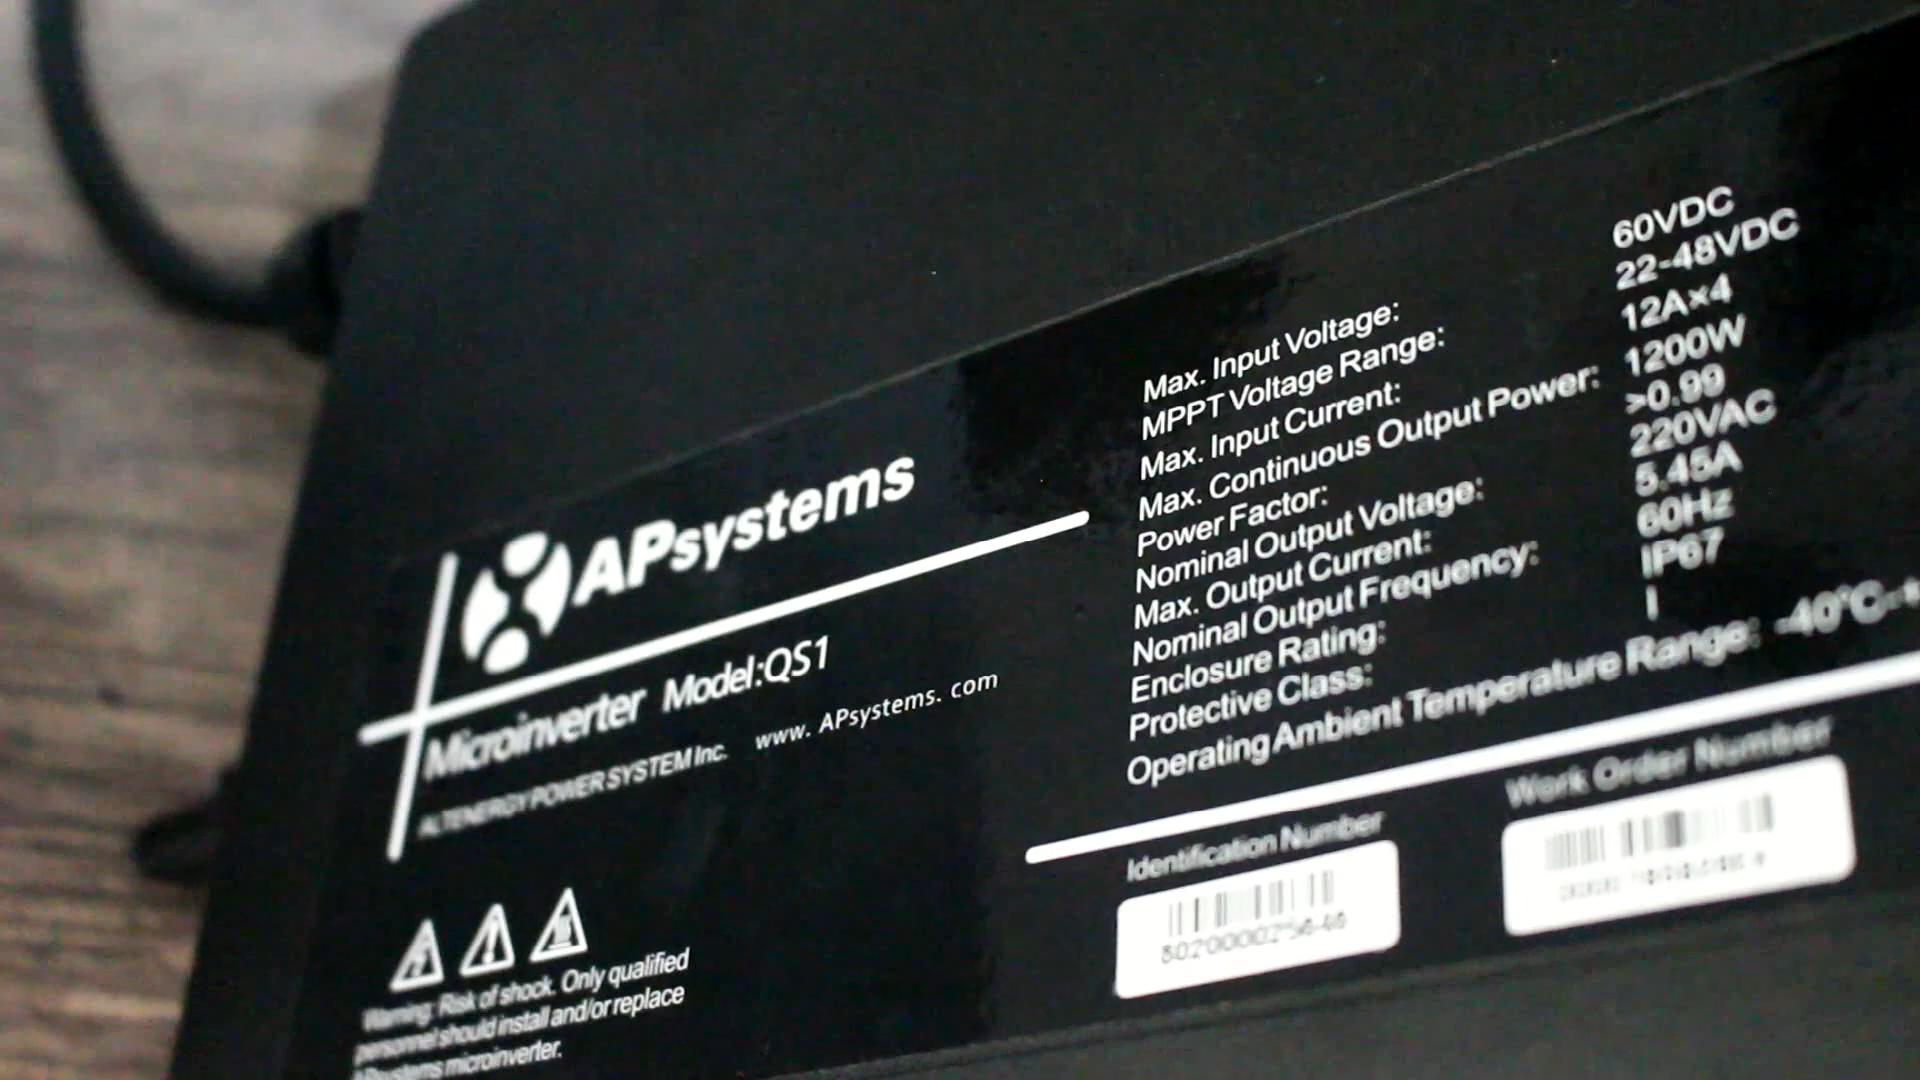 APsystems
Microinverter Model:QS1
ALTENERGY POWER SYSTEM Inc. www. APsystems. com
Warning: Risk of shock. Only qualified
personnel should install and/or replace
APsystems microinverter.
Max. Input Voltage: 60VDC
MPPT Voltage Range: 22-48VDC
Max. Input Current: 12A×4
Max. Continuous Output Power: 1200W
Power Factor: >0.99
Nominal Output Voltage: 220VAC
Max. Output Current: 5.45A
Nominal Output Frequency: 60Hz
Enclosure Rating: IP67
Protective Class: I
Operating Ambient Temperature Range: -40°C-+
Identification Number
Work Order Number